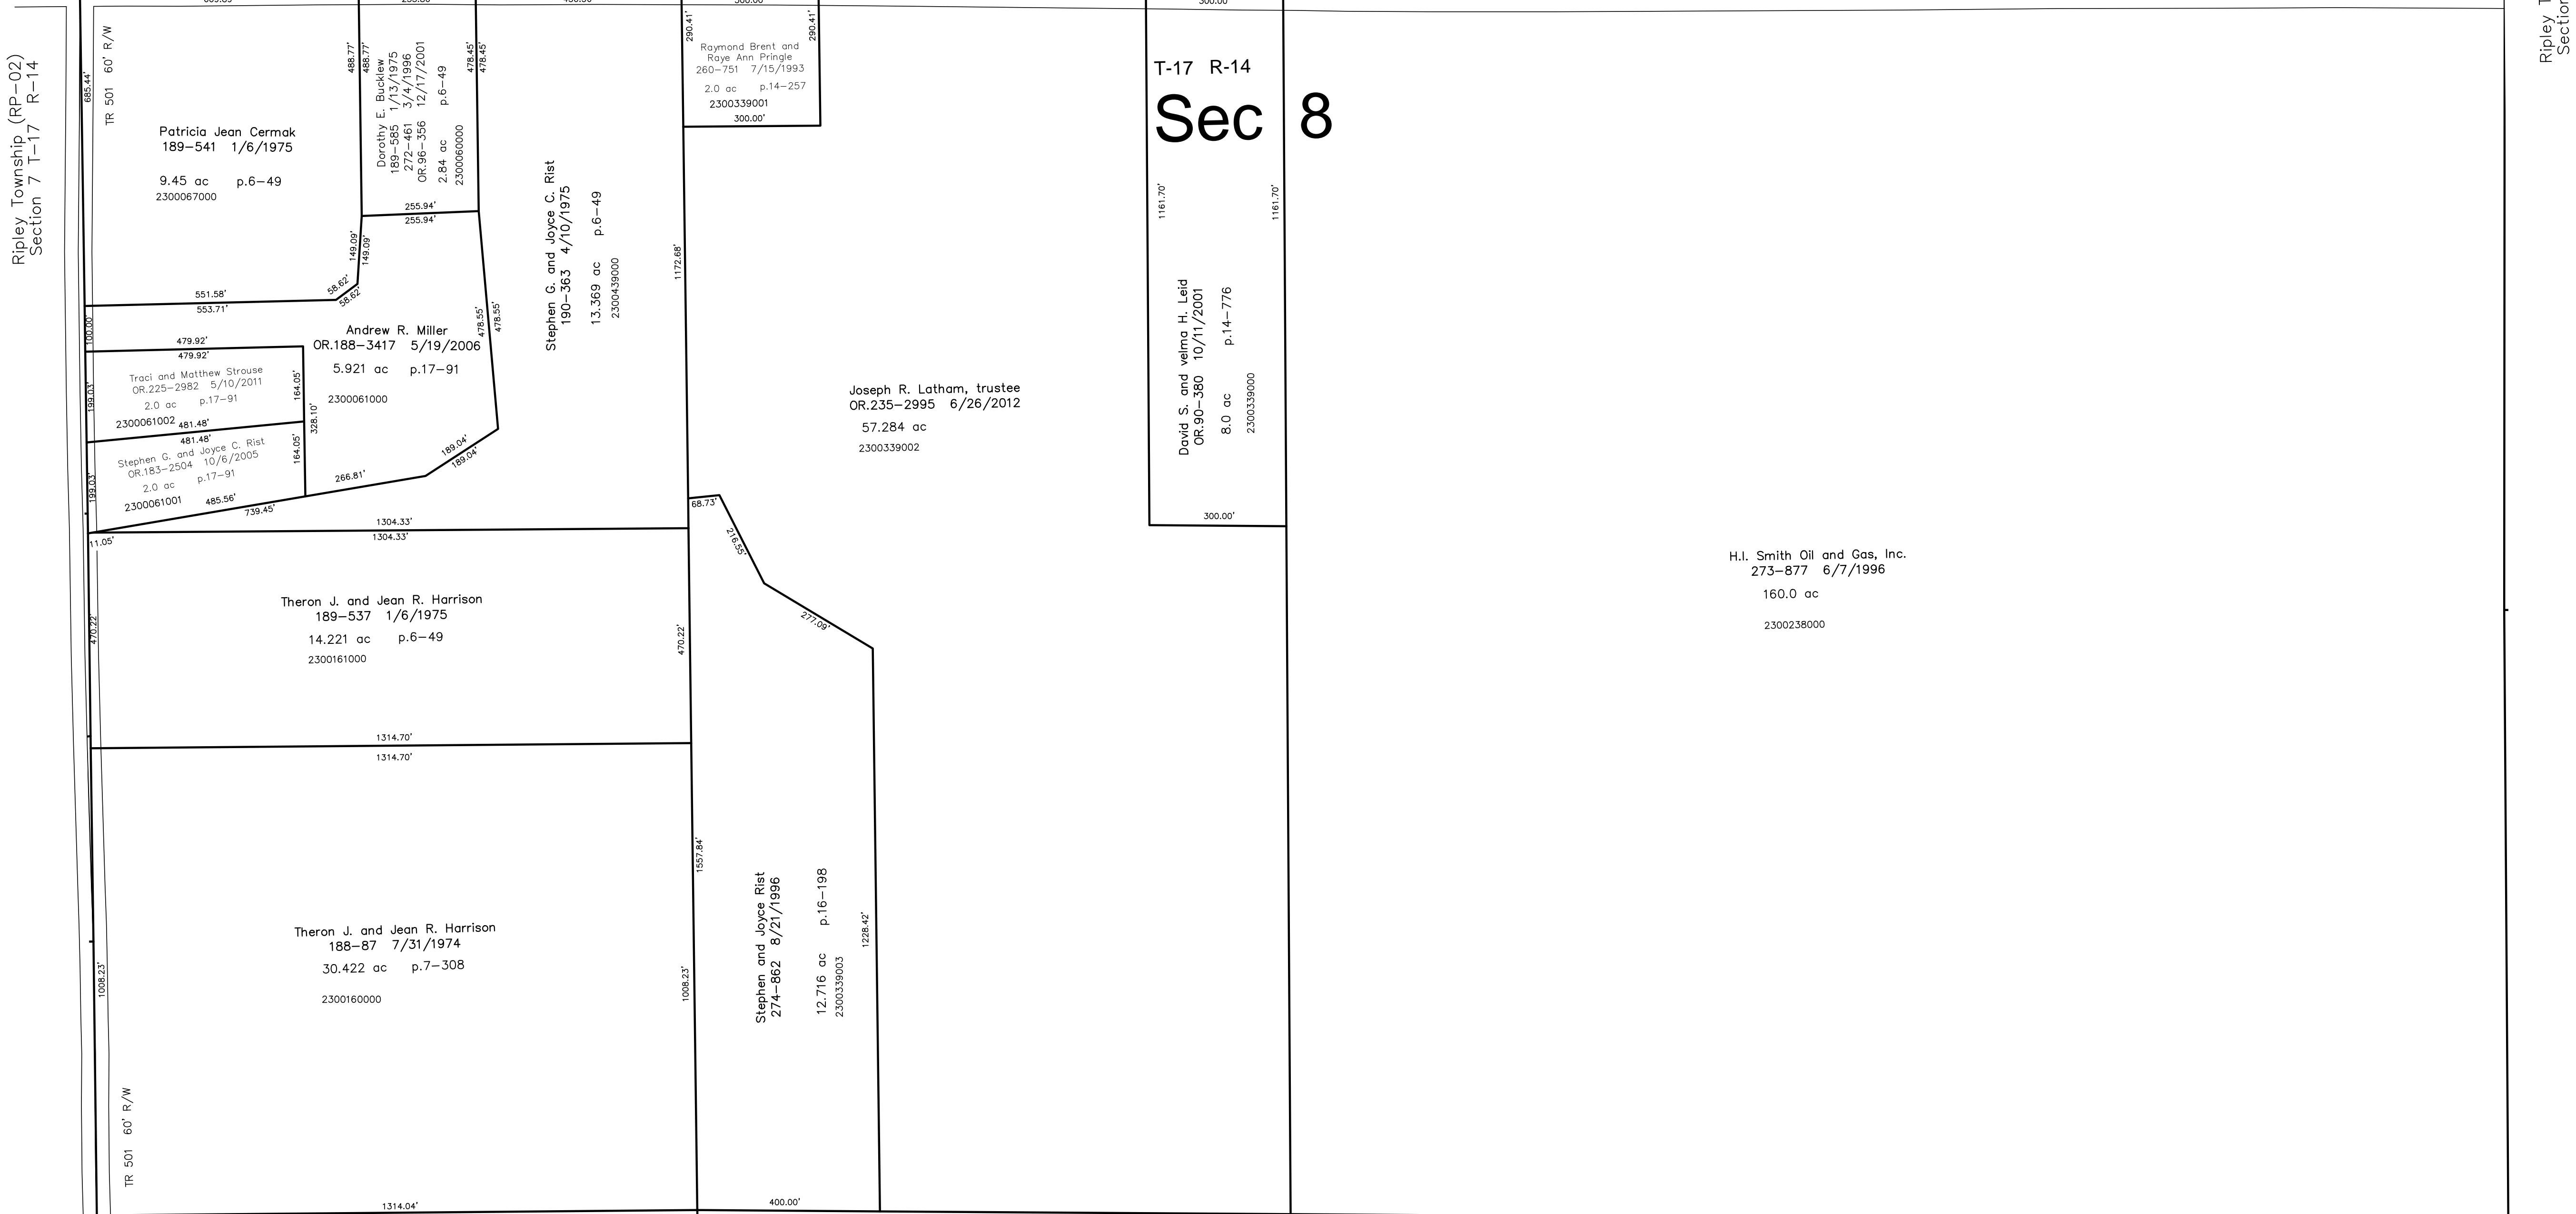 Ripley Township (RP-02)
Section 7 T-17 R-14
685.44'
TR 501 60' R/W
Patricia Jean Cermak
189-541 1/6/1975
9.45 ac p.6-49
2300067000
488.77'
488.77'
Dorothy E. Bucklew
189-585 1/13/1975
272-461 3/4/1996
OR.96-356 12/17/2001
2.84 ac p.6-49
2300060000
478.45'
478.45'
255.94'
255.94'
149.09'
149.09'
58.62'
58.62'
551.58'
553.71'
100.00'
479.92'
479.92'
Andrew R. Miller
OR.188-3417 5/19/2006
5.921 ac p.17-91
2300061000
478.55'
478.55'
Traci and Matthew Strouse
OR.225-2982 5/10/2011
2.0 ac p.17-91
2300061002
199.03'
164.05'
328.10'
481.48'
481.48'
Stephen G. and Joyce C. Rist
OR.183-2504 10/6/2005
2.0 ac p.17-91
2300061001
199.03'
164.05'
485.56'
266.81'
739.45'
189.04'
189.04'
11.05'
Stephen G. and Joyce C. Rist
190-363 4/10/1975
13.369 ac p.6-49
2300439000
1172.68'
290.41'
290.41'
Raymond Brent and
Raye Ann Pringle
260-751 7/15/1993
2.0 ac p.14-257
2300339001
300.00'
1304.33'
1304.33'
Theron J. and Jean R. Harrison
189-537 1/6/1975
14.221 ac p.6-49
2300161000
470.22'
470.22'
1314.70'
1314.70'
Theron J. and Jean R. Harrison
188-87 7/31/1974
30.422 ac p.7-308
2300160000
1008.23'
1008.23'
TR 501 60' R/W
1314.04'
68.73'
216.55'
277.09'
1557.84'
Stephen and Joyce Rist
274-862 8/21/1996
12.716 ac p.16-198
2300339003
1228.42'
400.00'
Joseph R. Latham, trustee
OR.235-2995 6/26/2012
57.284 ac
2300339002
300.00'
T-17 R-14
Sec 8
1161.70'
1161.70'
David S. and velma H. Leid
OR.90-380 10/11/2001
8.0 ac p.14-776
2300339000
300.00'
H.I. Smith Oil and Gas, Inc.
273-877 6/7/1996
160.0 ac
2300238000
Ripley T
Section